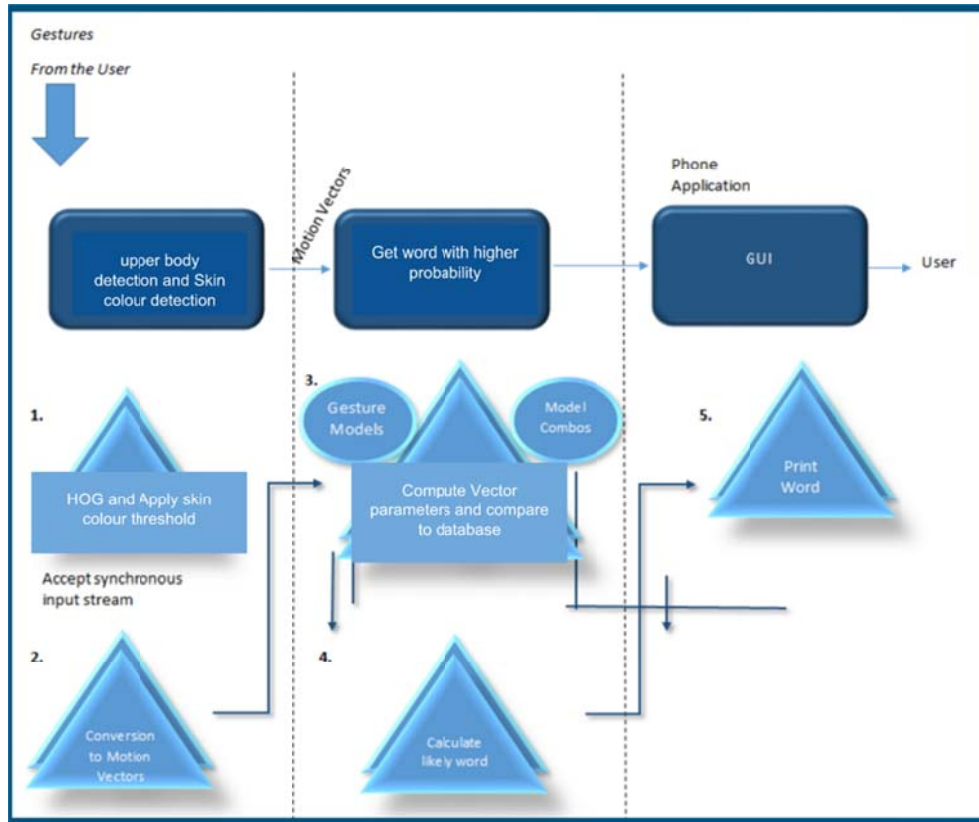 Gestures
From the User
Motion Vectors
Phone
Application
upper body
detection and Skin
colour detection
Get word with higher
probability
GUI
User
1.
HOG and Apply skin
colour threshold
Accept synchronous
input stream
2.
Conversion
to Motion
Vectors
3.
Gesture
Models
Model
Combos
Compute Vector
parameters and compare
to database
4.
Calculate
likely word
5.
Print
Word